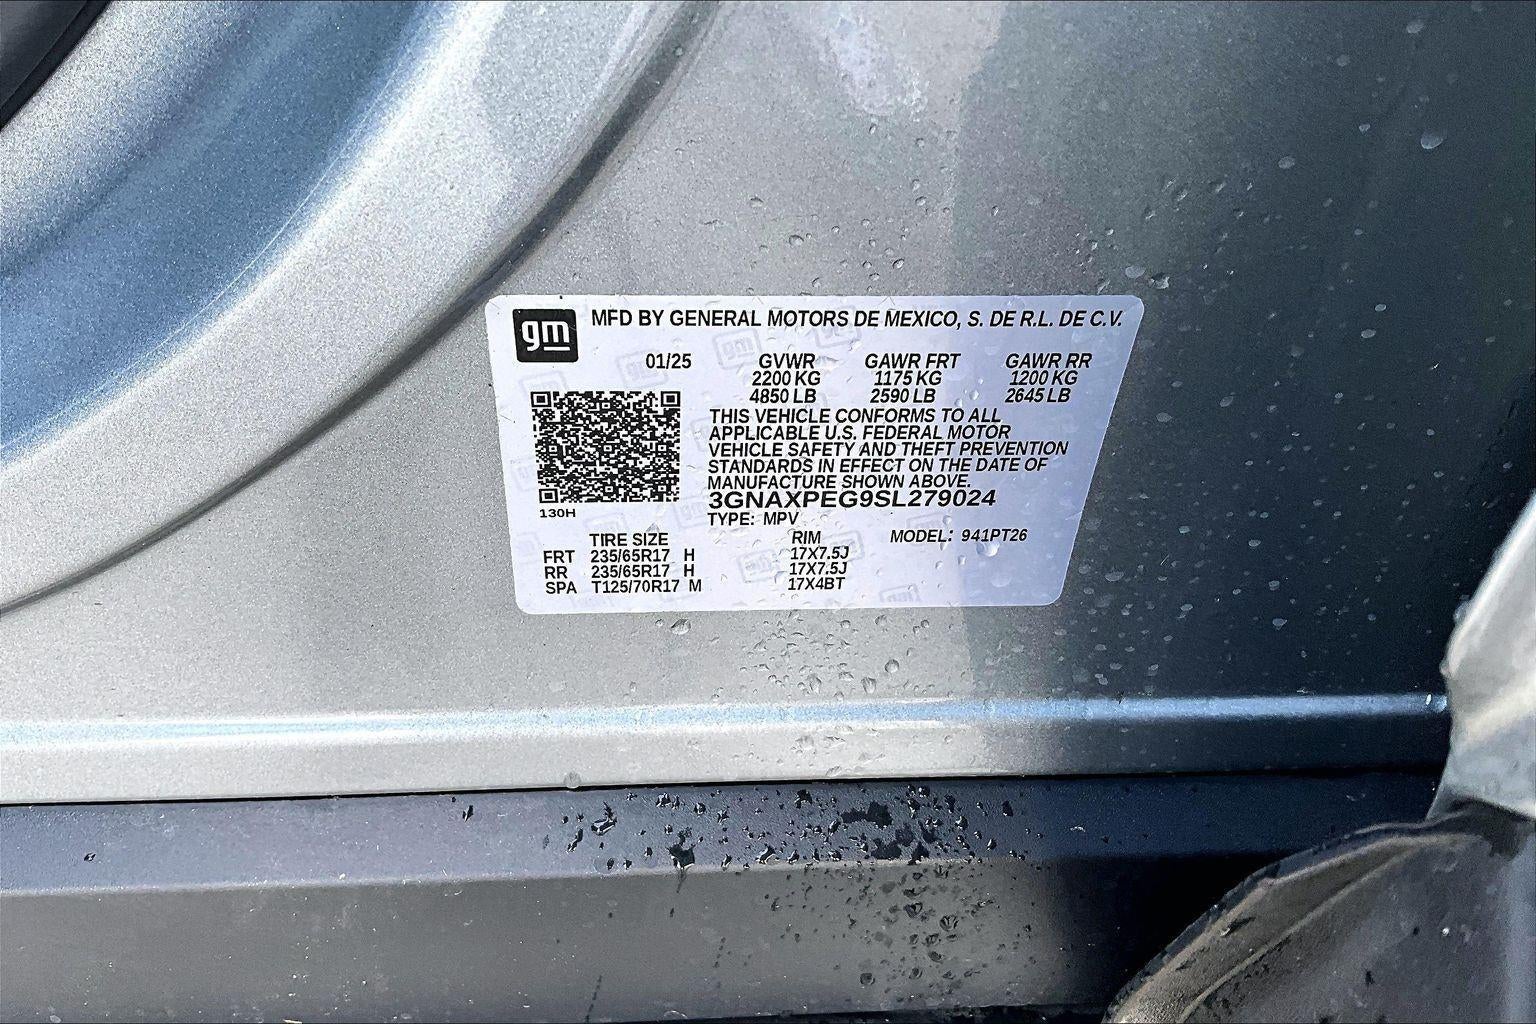 gm
MFD BY GENERAL MOTORS DE MEXICO, S. DE R.L. DE C.V.
01/25 GVWR GAWR FRT GAWR RR
2200 KG 1175 KG 1200 KG
4850 LB 2590 LB 2645 LB
THIS VEHICLE CONFORMS TO ALL
APPLICABLE U.S. FEDERAL MOTOR
VEHICLE SAFETY AND THEFT PREVENTION
STANDARDS IN EFFECT ON THE DATE OF
MANUFACTURE SHOWN ABOVE.
3GNAXPEG9SL279024
130H
TYPE: MPV
TIRE SIZE RIM MODEL: 941PT26
FRT 235/65R17 H 17X7.5J
RR 235/65R17 H 17X7.5J
SPA T125/70R17 M 17X4BT